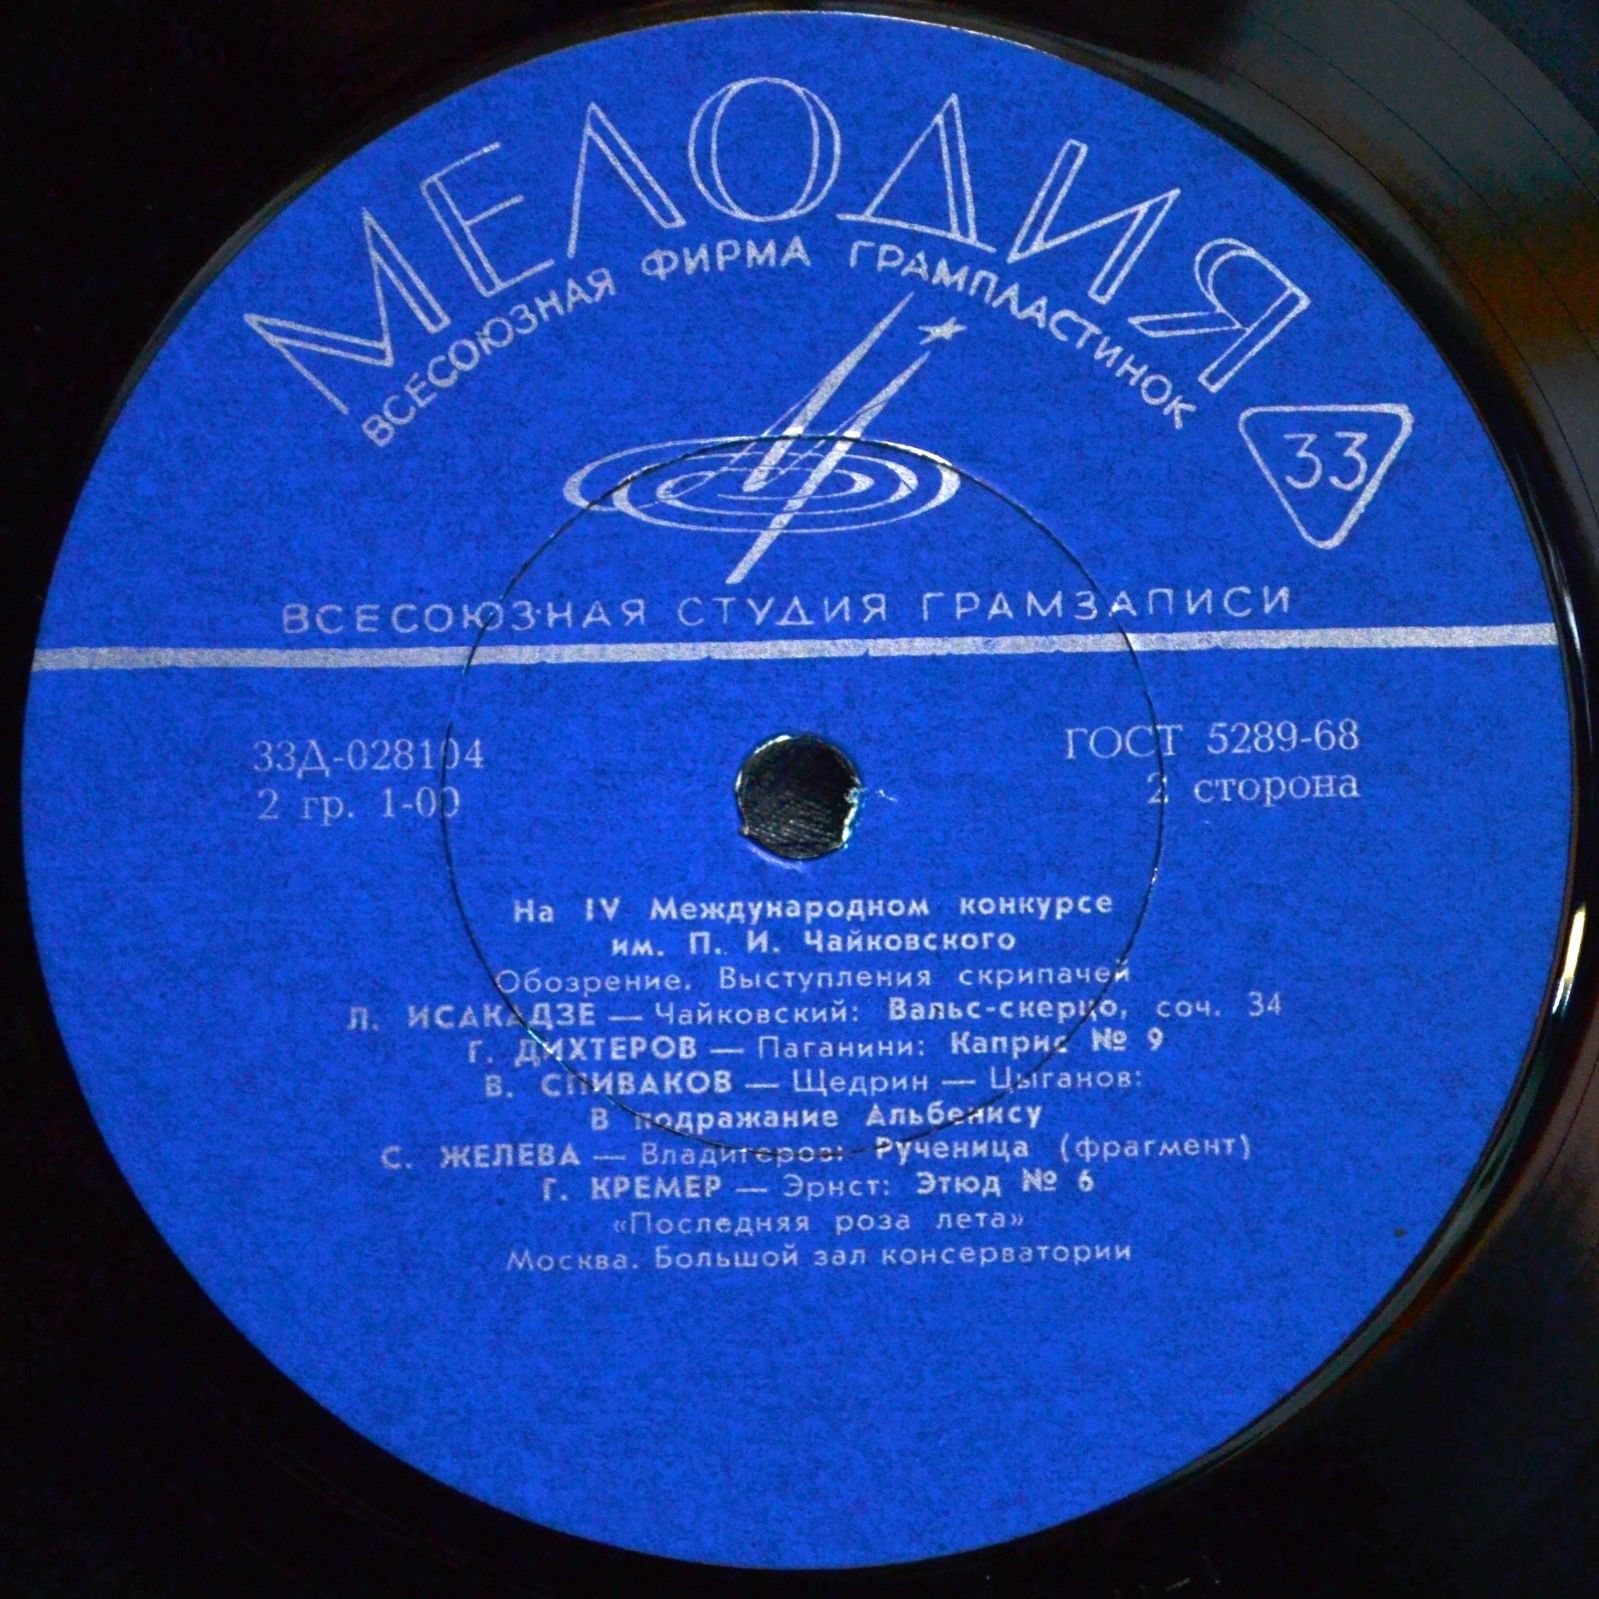 МЕЛОДИЯ
ВСЕСОЮЗНАЯ ФИРМА ГРАМПЛАСТИНОК
33
ВСЕСОЮЗНАЯ СТУДИЯ ГРАМЗАПИСИ
33Д-028104
2 гр. 1-00
ГОСТ 5289-68
2 сторона
На IV Международном конкурсе
им. П. И. Чайковского
Обозрение. Выступления скрипачей
Л. ИСАКАДЗЕ — Чайковский: Вальс-скерцо, соч. 34
Г. ДИХТЕРОВ — Паганини: Каприс № 9
В. СПИВАКОВ — Щедрин — Цыганов:
В подражание Альбенису
С. ЖЕЛЕВА — Владигеров: Рученица (фрагмент)
Г. КРЕМЕР — Эрнст: Этюд № 6
«Последняя роза лета»
Москва. Большой зал консерватории